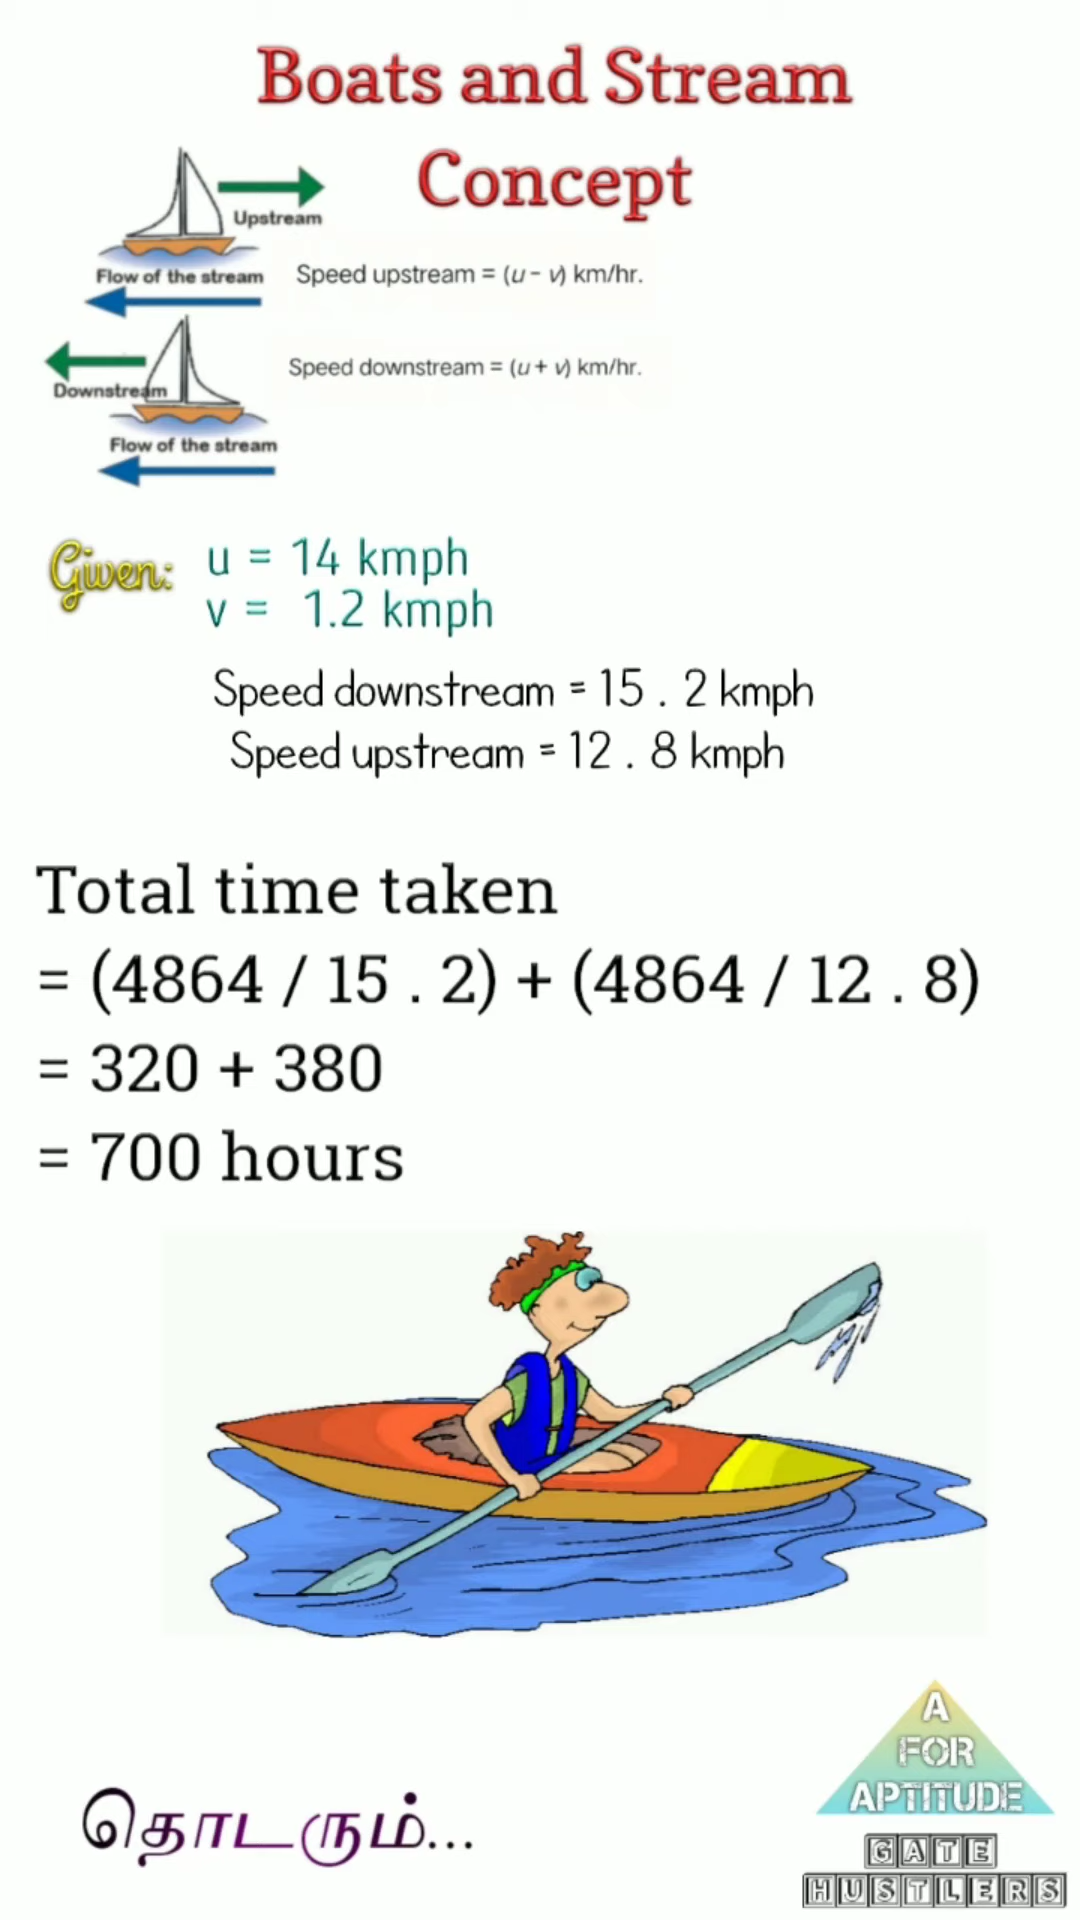 Boats and Stream
Concept
Upstream
Flow of the stream
Speed upstream = (u - v) km/hr.
Downstream
Speed downstream = (u + v) km/hr.
Flow of the stream
Given:
u = 14 kmph
v = 1.2 kmph
Speed downstream = 15 . 2 kmph
Speed upstream = 12 . 8 kmph
Total time taken
= (4864 / 15 . 2) + (4864 / 12 . 8)
= 320 + 380
= 700 hours
A
FOR
APTITUDE
தொடரும்...
GATE
HUSTLERS